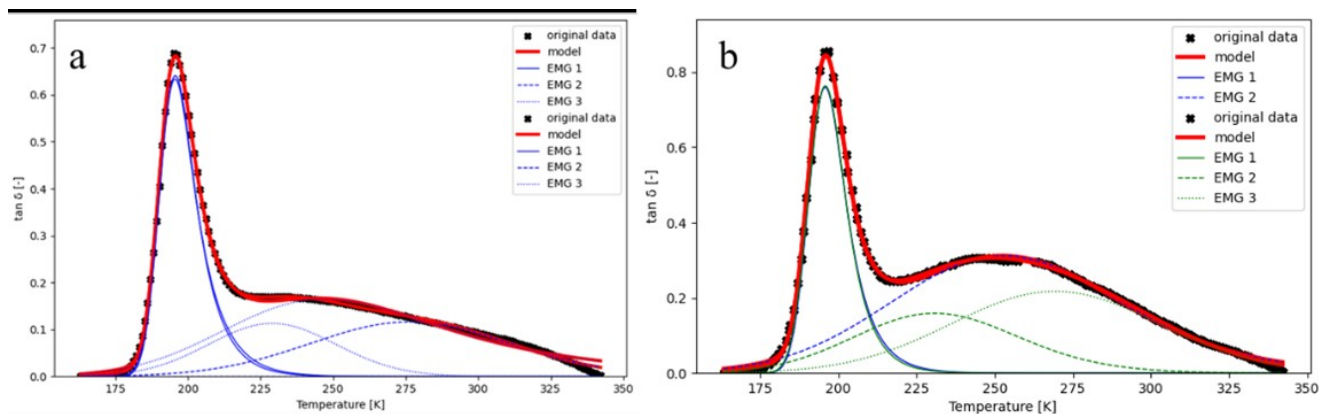 a
0.7
0.6
0.5
0.4
0.3
0.2
0.1
0.0
tan δ [-]
175
200
225
250
275
300
325
350
Temperature [K]
original data
model
EMG 1
EMG 2
EMG 3
original data
model
EMG 1
EMG 2
EMG 3
b
0.8
0.6
0.4
0.2
0.0
tan δ [-]
175
200
225
250
275
300
325
350
Temperature [K]
original data
model
EMG 1
EMG 2
original data
model
EMG 1
EMG 2
EMG 3